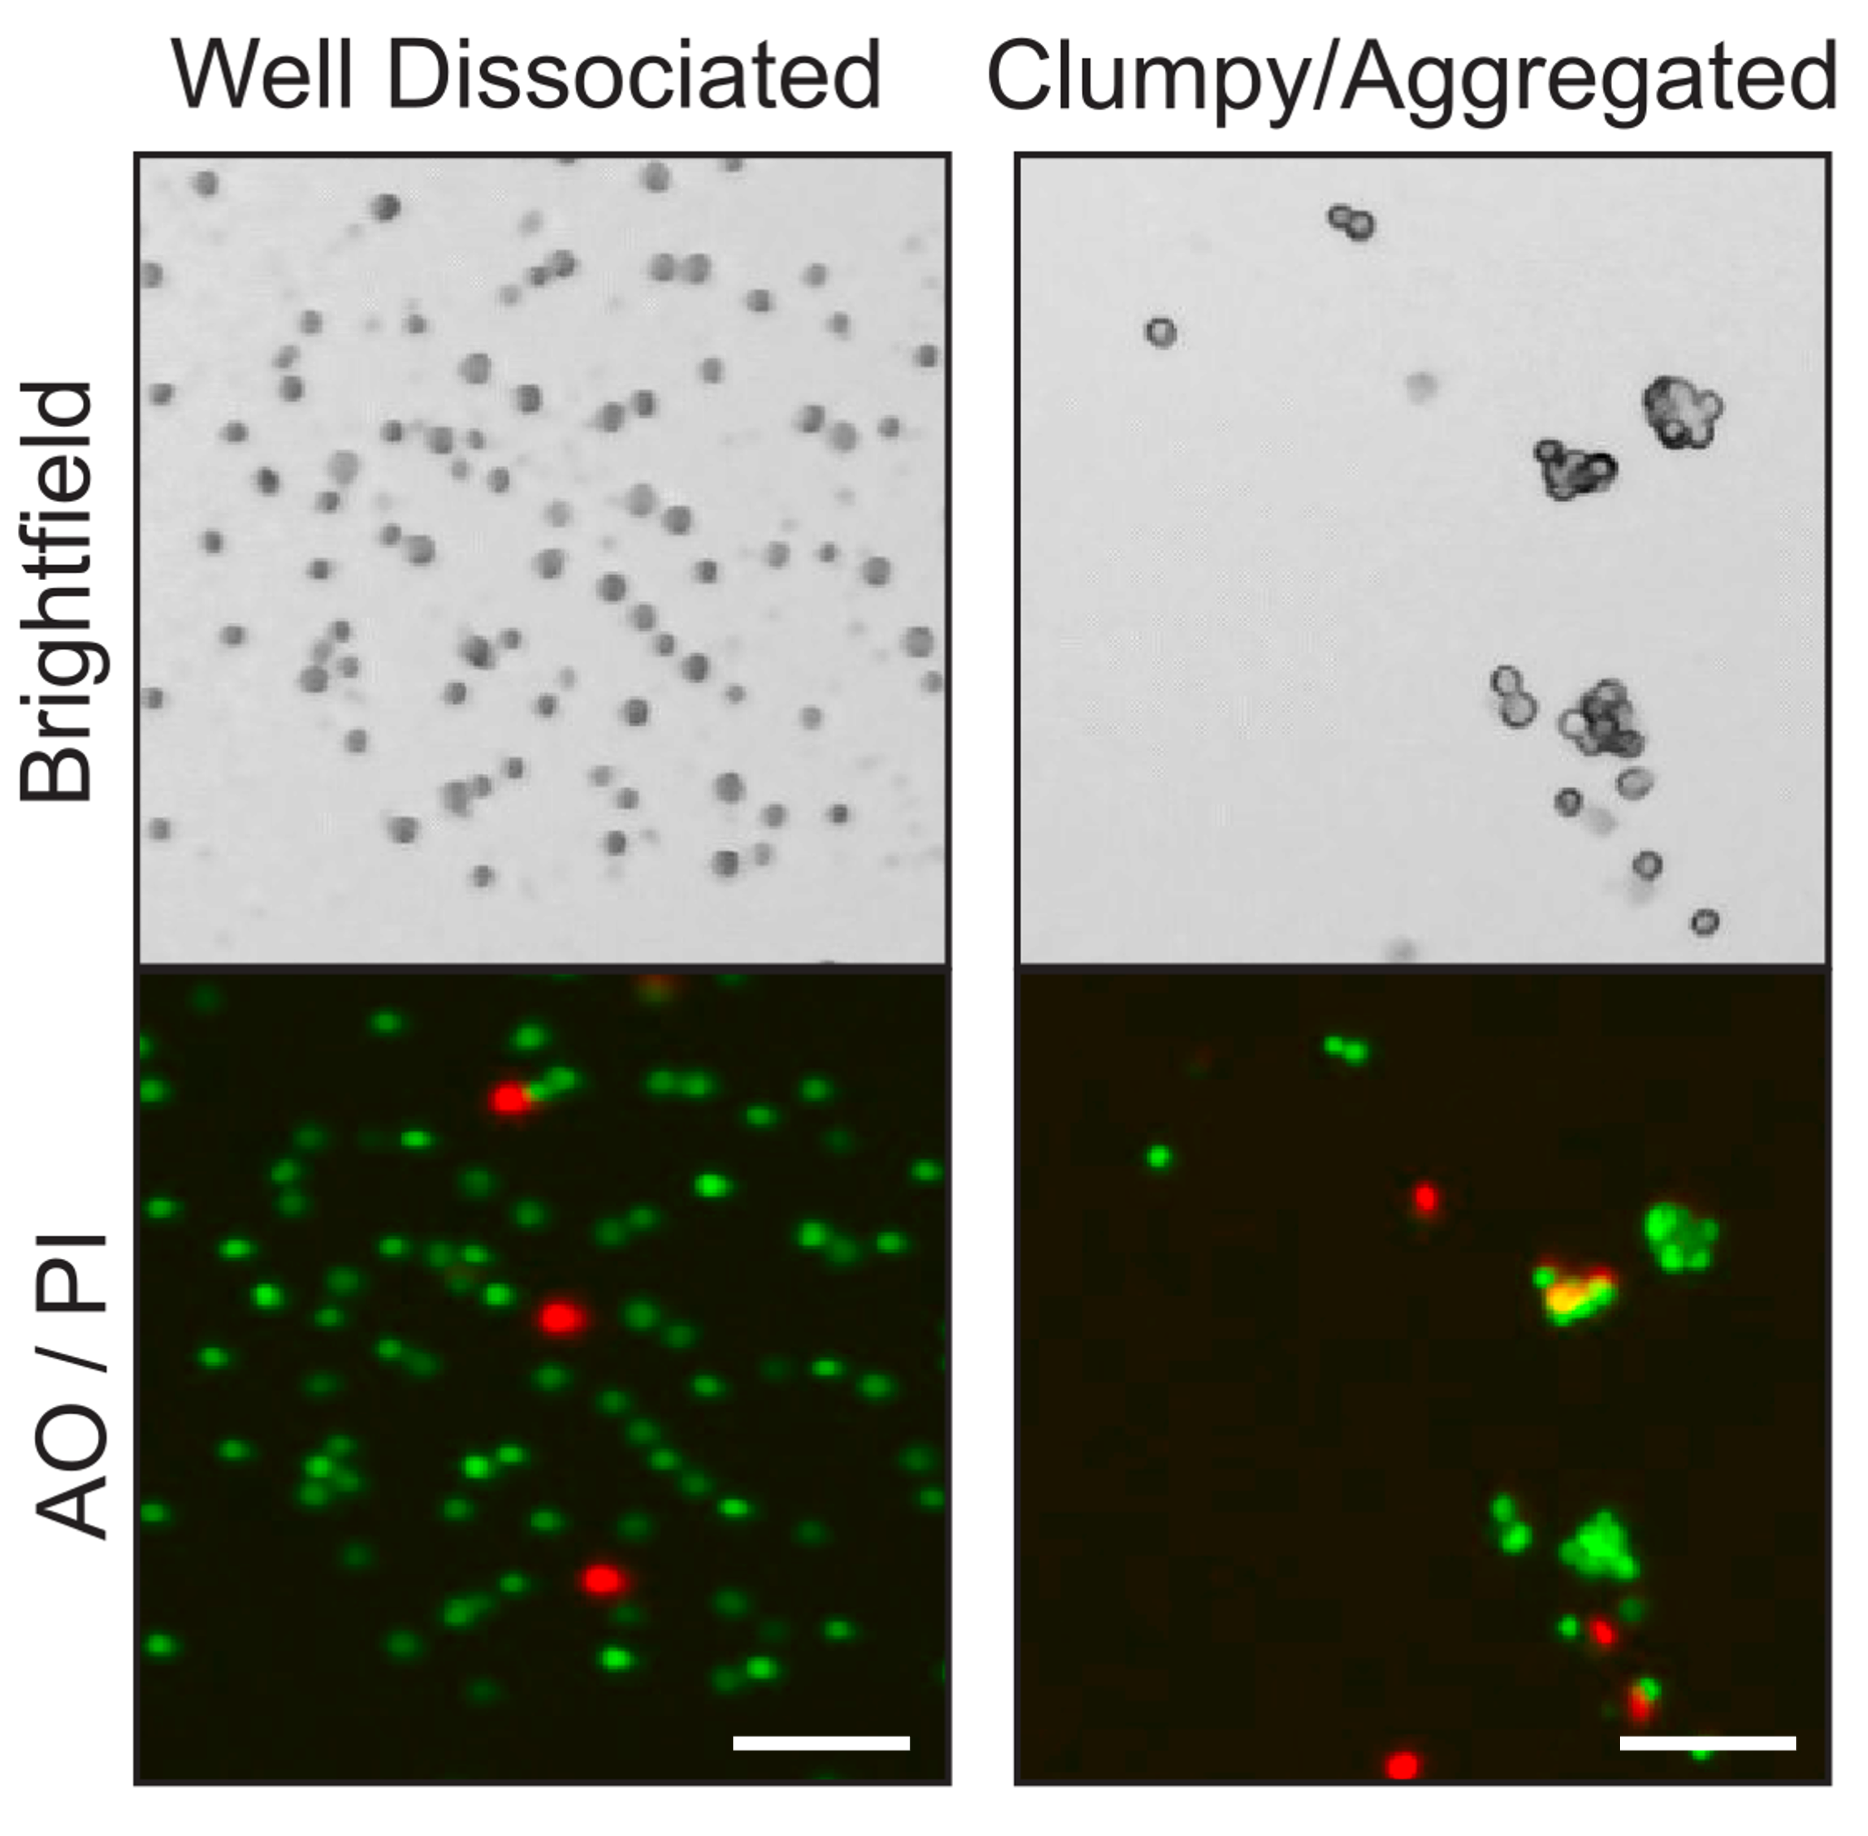 Well Dissociated
Clumpy/Aggregated
Brightfield
AO / PI